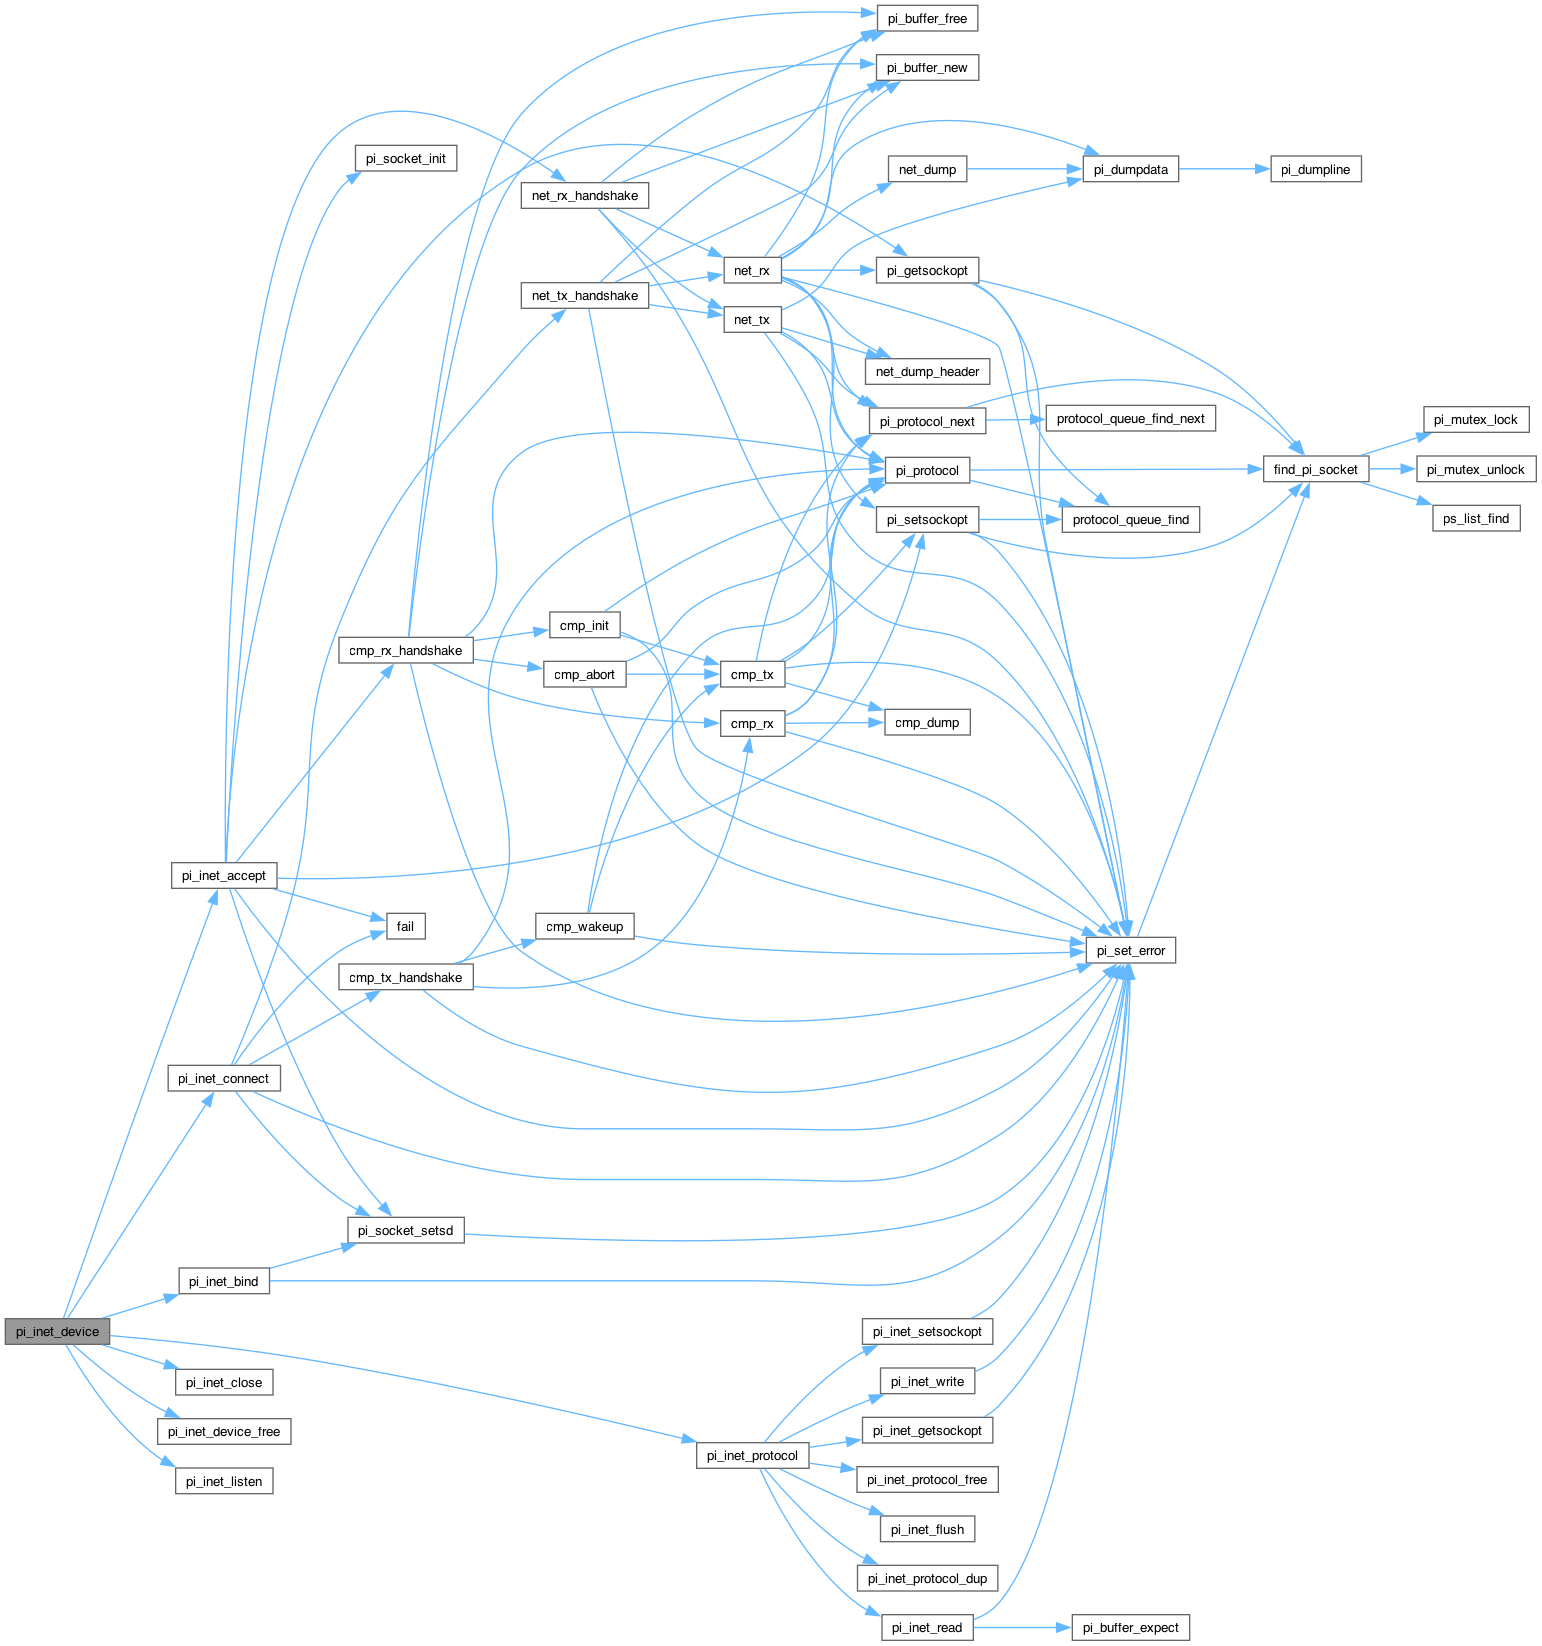 pi_buffer_free
pi_buffer_new
pi_socket_init
net_dump
pi_dumpdata
pi_dumpline
net_rx_handshake
net_rx
pi_getsockopt
net_tx_handshake
net_tx
net_dump_header
pi_protocol_next
protocol_queue_find_next
pi_mutex_lock
pi_protocol
find_pi_socket
pi_mutex_unlock
pi_setsockopt
protocol_queue_find
ps_list_find
cmp_init
cmp_rx_handshake
cmp_abort
cmp_tx
cmp_rx
cmp_dump
pi_inet_accept
fail
cmp_wakeup
pi_set_error
cmp_tx_handshake
pi_inet_connect
pi_socket_setsd
pi_inet_bind
pi_inet_device
pi_inet_setsockopt
pi_inet_close
pi_inet_write
pi_inet_device_free
pi_inet_getsockopt
pi_inet_protocol
pi_inet_listen
pi_inet_protocol_free
pi_inet_flush
pi_inet_protocol_dup
pi_inet_read
pi_buffer_expect